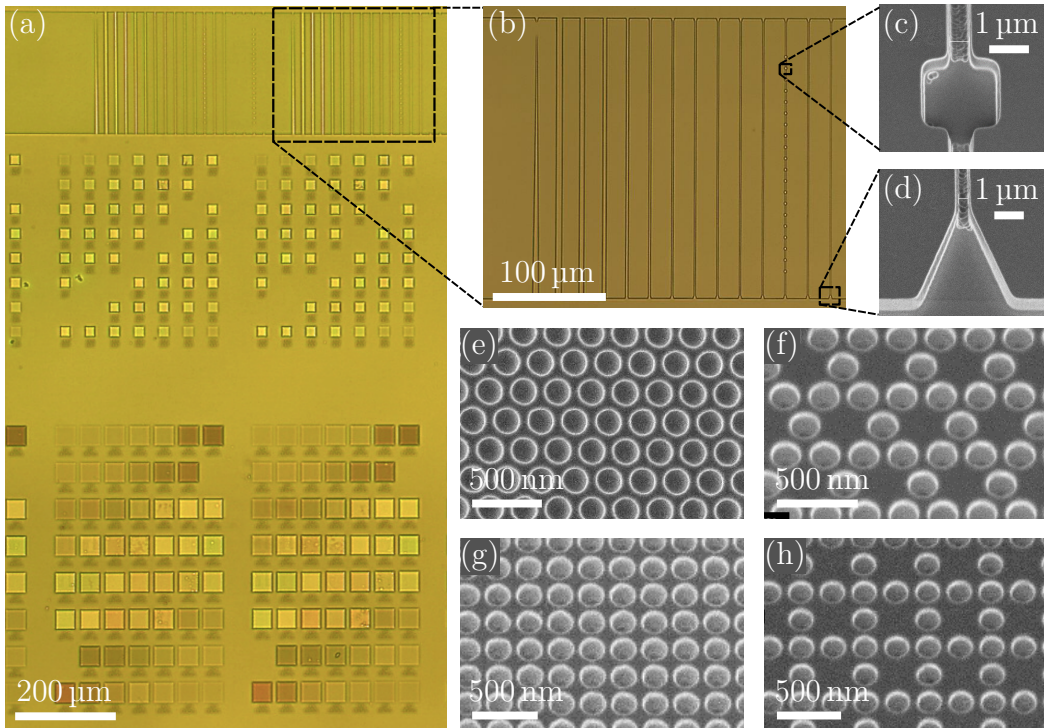 (a)
(b)
(c)
1 µm
(d)
1 µm
100 µm
(e)
500 nm
(f)
500 nm
(g)
500 nm
(h)
500 nm
200 µm